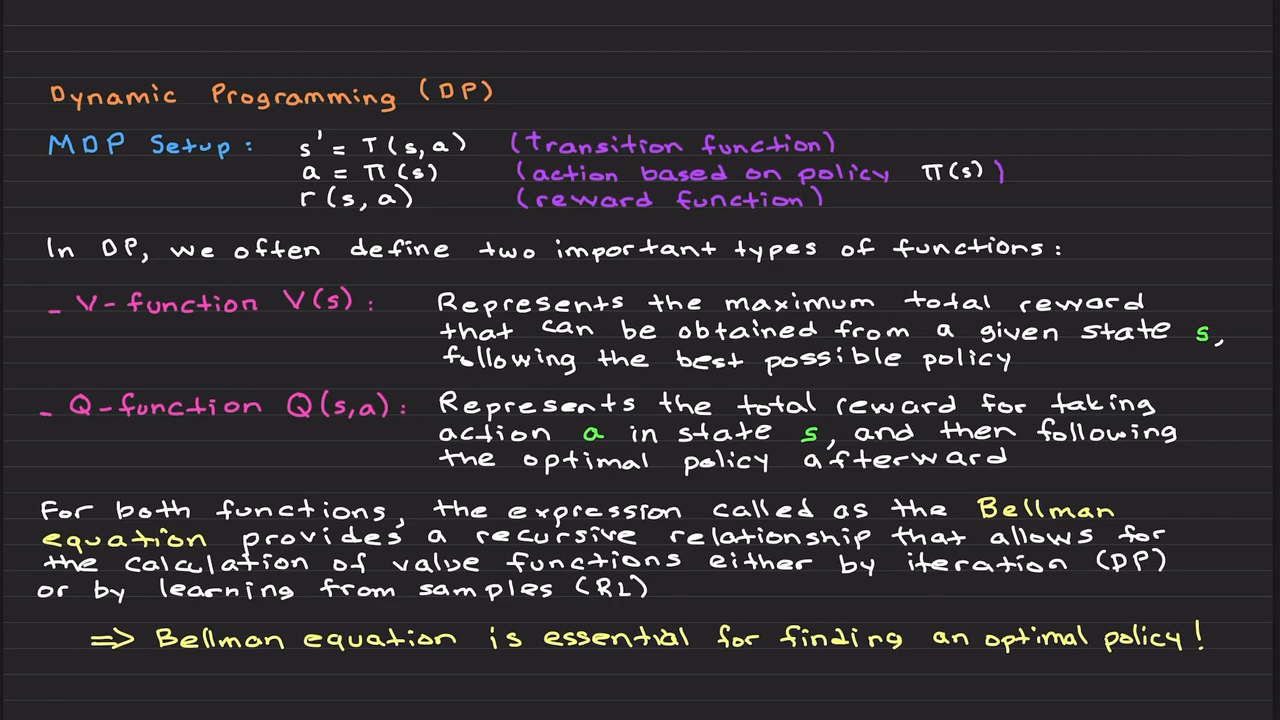 Dynamic Programming (DP)
MDP Setup: s' = T(s,a) (transition function)
a = π(s) (action based on policy π(s))
r(s,a) (reward function)
In DP, we often define two important types of functions:
- V-function V(s): Represents the maximum total reward
that can be obtained from a given state s,
following the best possible policy
- Q-function Q(s,a): Represents the total reward for taking
action a in state s, and then following
the optimal policy afterward
For both functions, the expression called as the Bellman
equation provides a recursive relationship that allows for
the calculation of value functions either by iteration (DP)
or by learning from samples (RL)
=> Bellman equation is essential for finding an optimal policy!